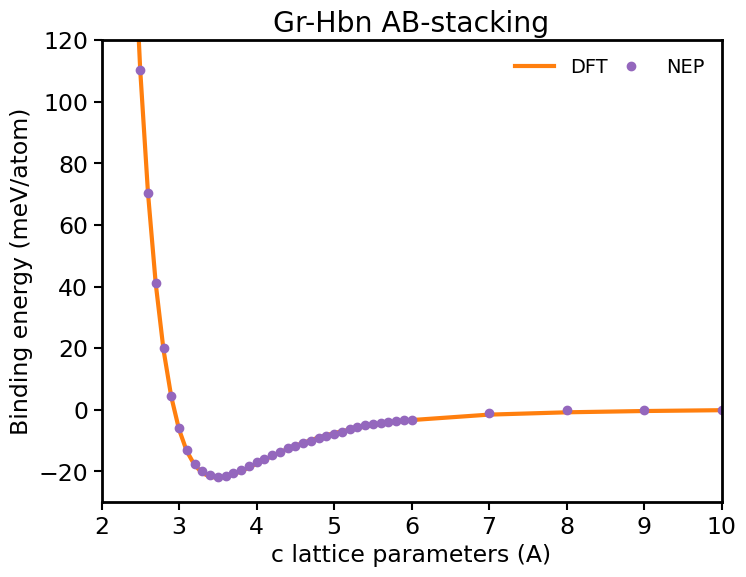 Gr-Hbn AB-stacking
DFT NEP
Binding energy (meV/atom)
120
100
80
60
40
20
0
−20
2 3 4 5 6 7 8 9 10
c lattice parameters (A)